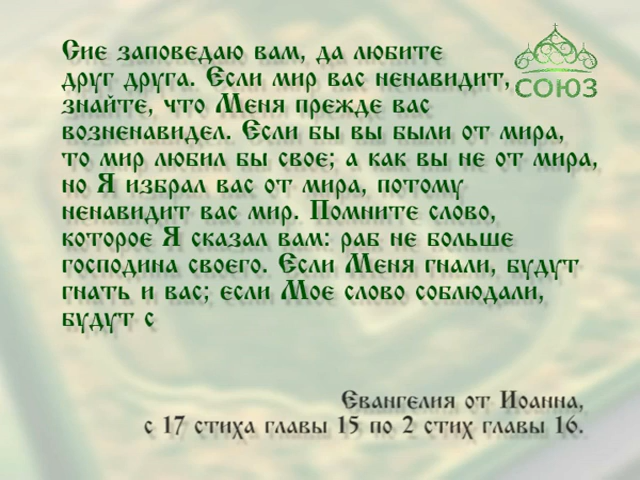 Сие заповедаю вам, да любите
друг друга. Если мир вас ненавидит,
знайте, что Меня прежде вас
возненавидел. Если бы вы были от мира,
то мир любил бы свое; а как вы не от мира,
но Я избрал вас от мира, потому
ненавидит вас мир. Помните слово,
которое Я сказал вам: раб не больше
господина своего. Если Меня гнали, будут
гнать и вас; если Мое слово соблюдали,
будут с
СОЮЗ
Евангелия от Иоанна,
с 17 стиха главы 15 по 2 стих главы 16.